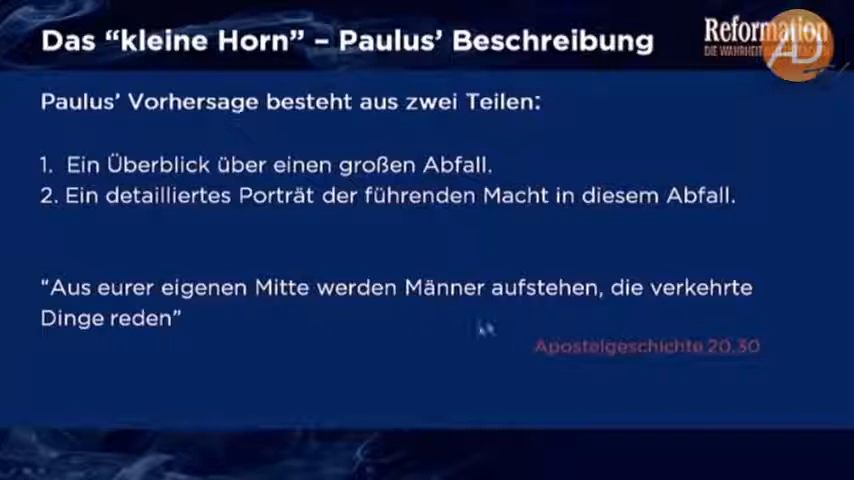 Das “kleine Horn” – Paulus’ Beschreibung
Reformation
DIE WAHRHEIT
Paulus’ Vorhersage besteht aus zwei Teilen:
1. Ein Überblick über einen großen Abfall.
2. Ein detailliertes Porträt der führenden Macht in diesem Abfall.
“Aus eurer eigenen Mitte werden Männer aufstehen, die verkehrte
Dinge reden”
Apostelgeschichte 20,30